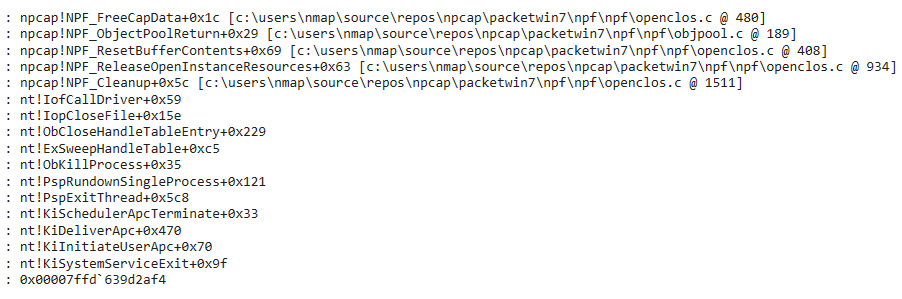 : npcap!NPF_FreeCapData+0x1c [c:\users\nmap\source\repos\npcap\packetwin7\npf\npf\openclos.c @ 480]
: npcap!NPF_ObjectPoolReturn+0x29 [c:\users\nmap\source\repos\npcap\packetwin7\npf\npf\objpool.c @ 189]
: npcap!NPF_ResetBufferContents+0x69 [c:\users\nmap\source\repos\npcap\packetwin7\npf\npf\openclos.c @ 408]
: npcap!NPF_ReleaseOpenInstanceResources+0x63 [c:\users\nmap\source\repos\npcap\packetwin7\npf\npf\openclos.c @ 934]
: npcap!NPF_Cleanup+0x5c [c:\users\nmap\source\repos\npcap\packetwin7\npf\npf\openclos.c @ 1511]
: nt!IofCallDriver+0x59
: nt!IopCloseFile+0x15e
: nt!ObCloseHandleTableEntry+0x229
: nt!ExSweepHandleTable+0xc5
: nt!ObKillProcess+0x35
: nt!PspRundownSingleProcess+0x121
: nt!PspExitThread+0x5c8
: nt!KiSchedulerApcTerminate+0x33
: nt!KiDeliverApc+0x470
: nt!KiInitiateUserApc+0x70
: nt!KiSystemServiceExit+0x9f
: 0x00007ffd`639d2af4